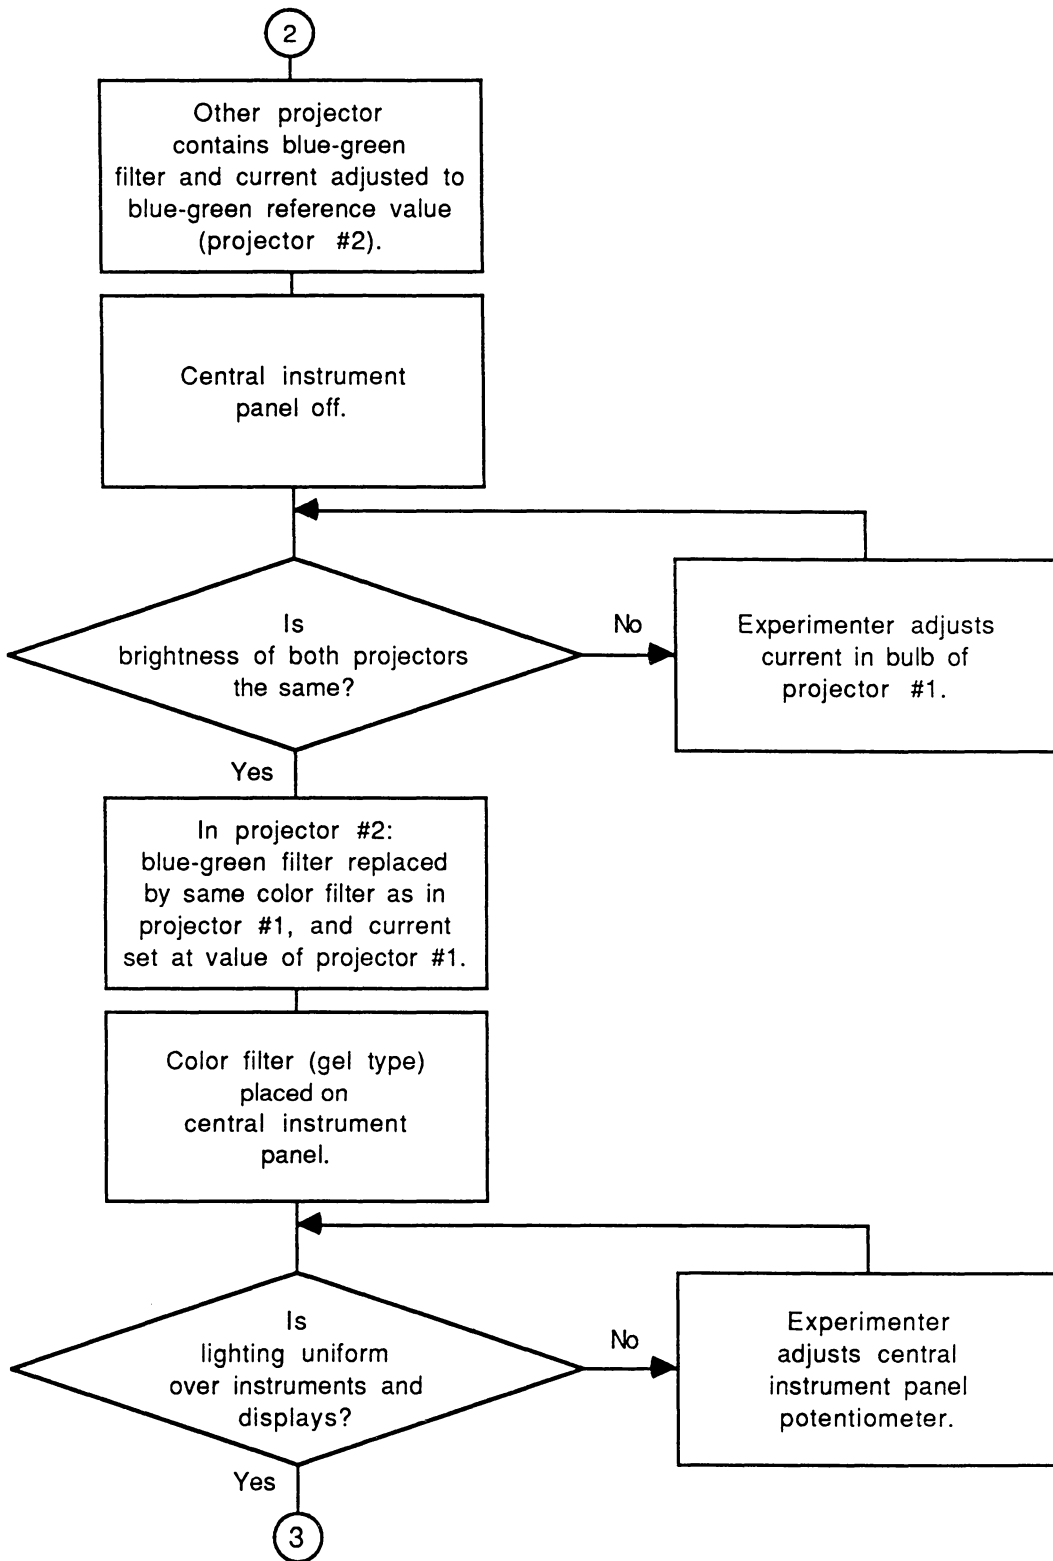 2
Other projector
contains blue-green
filter and current adjusted to
blue-green reference value
(projector #2).
Central instrument
panel off.
Is
brightness of both projectors
the same?
No
Experimenter adjusts
current in bulb of
projector #1.
Yes
In projector #2:
blue-green filter replaced
by same color filter as in
projector #1, and current
set at value of projector #1.
Color filter (gel type)
placed on
central instrument
panel.
Is
lighting uniform
over instruments and
displays?
No
Experimenter
adjusts central
instrument panel
potentiometer.
Yes
3